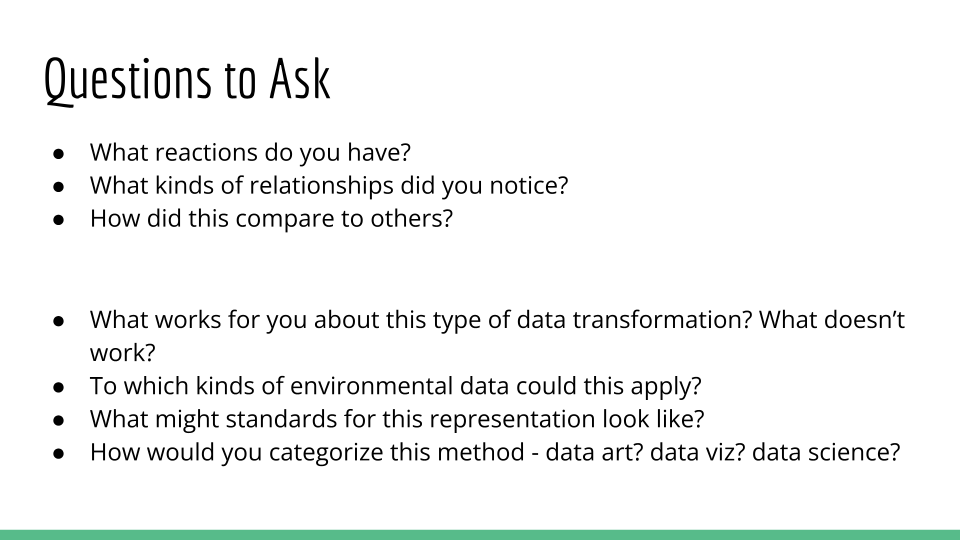 Questions to Ask
● What reactions do you have?
● What kinds of relationships did you notice?
● How did this compare to others?
● What works for you about this type of data transformation? What doesn’t
work?
● To which kinds of environmental data could this apply?
● What might standards for this representation look like?
● How would you categorize this method - data art? data viz? data science?